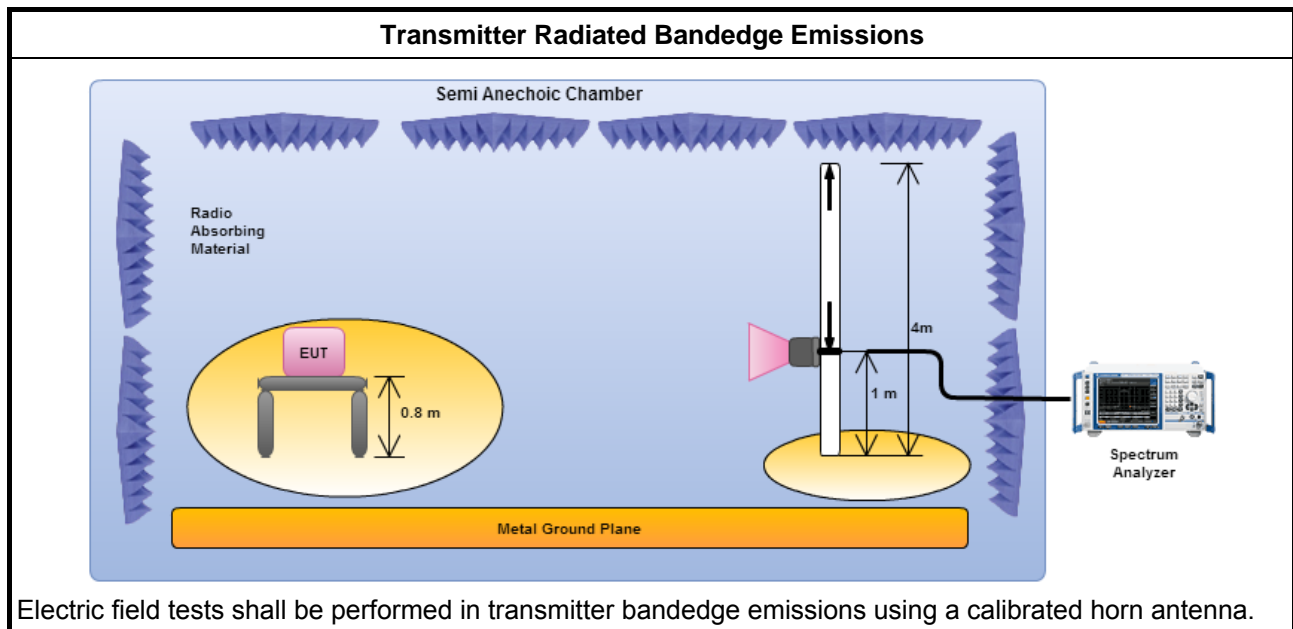 Transmitter Radiated Bandedge Emissions
Semi Anechoic Chamber
Radio
Absorbing
Material
EUT
0.8 m
4m
1 m
Spectrum
Analyzer
Metal Ground Plane
Electric field tests shall be performed in transmitter bandedge emissions using a calibrated horn antenna.